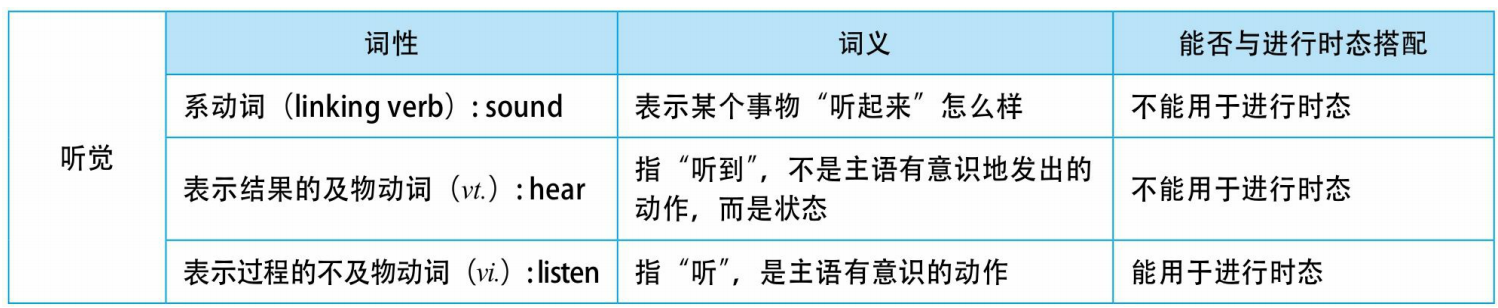 词性 词义 能否与进行时态搭配
听觉
系动词（linking verb）: sound 表示某个事物“听起来”怎么样 不能用于进行时态
表示结果的及物动词（vt.）: hear 指“听到”，不是主语有意识地发出的
动作，而是状态 不能用于进行时态
表示过程的不及物动词（vi.）: listen 指“听”，是主语有意识的动作 能用于进行时态